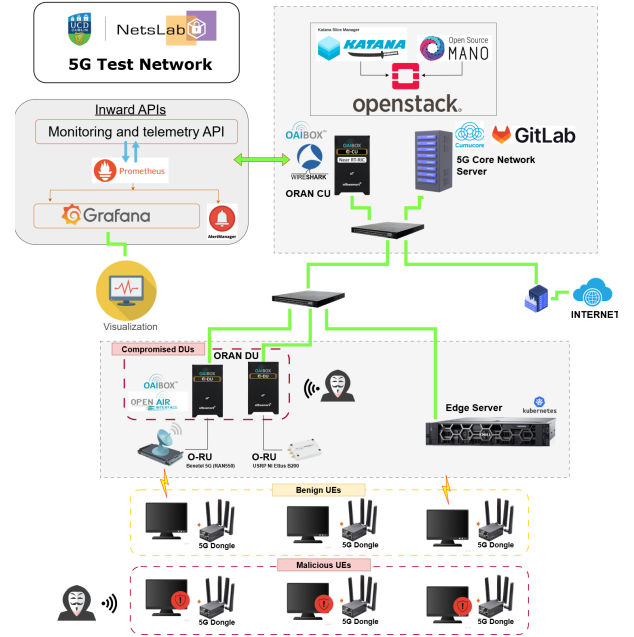 UCD
DUBLIN
NetsLab
5G Test Network
Inward APIs
Monitoring and telemetry API
Prometheus
Grafana
AlertManager
Visualization
Katana Slice Manager
KATANA
Open Source
MANO
openstack.
OAIBOX™
WIRESHARK
CU
Near RT-RIC
ORAN CU
Cumucore
GitLab
5G Core Network
Server
INTERNET
Compromised DUs
ORAN DU
OAIBOX™
OPEN AIR
INTERFACE
DU
DU
O-RU
Benetel 5G (RAN550)
O-RU
USRP NI Ettus B200
Edge Server
kubernetes
DELL
Benign UEs
5G Dongle
5G Dongle
5G Dongle
Malicious UEs
5G Dongle
5G Dongle
5G Dongle